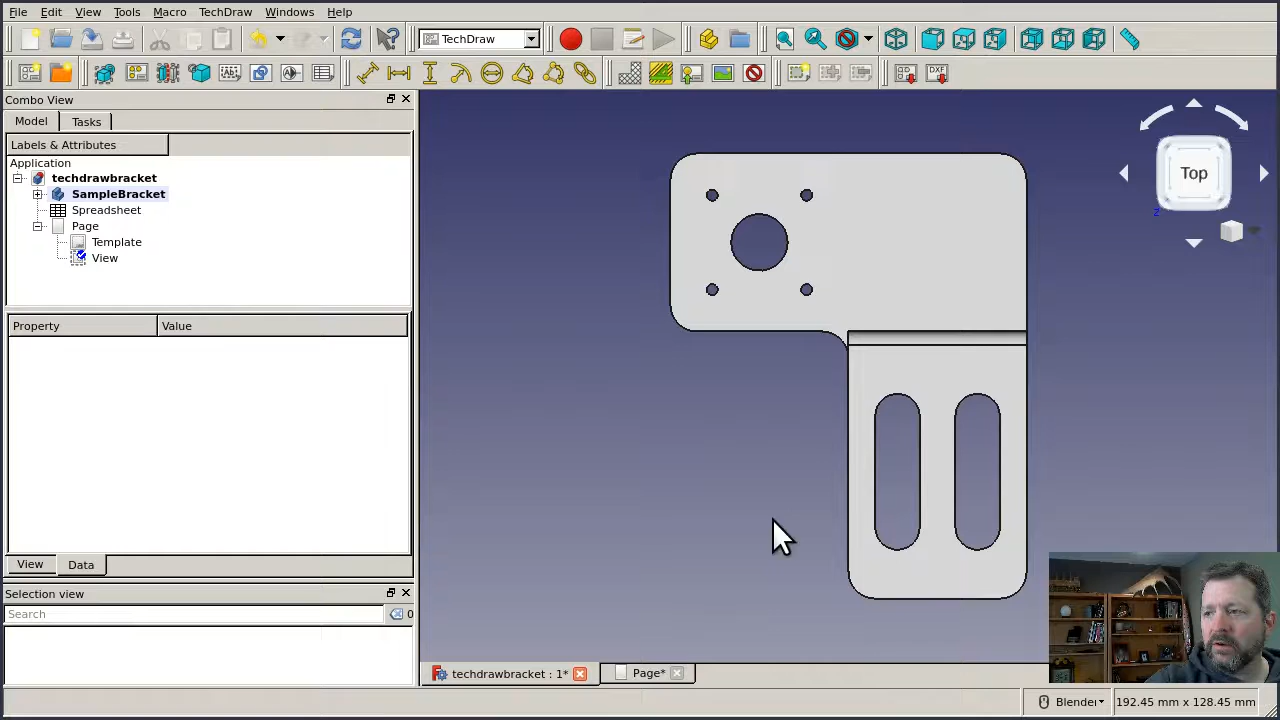 File Edit View Tools Macro TechDraw Windows Help
TechDraw
Combo View
Model Tasks
Labels & Attributes
Application
techdrawbracket
SampleBracket
Spreadsheet
Page
Template
View
Property Value
View Data
Selection view
Search 0
Top
z
techdrawbracket : 1* Page*
Blender 192.45 mm x 128.45 mm